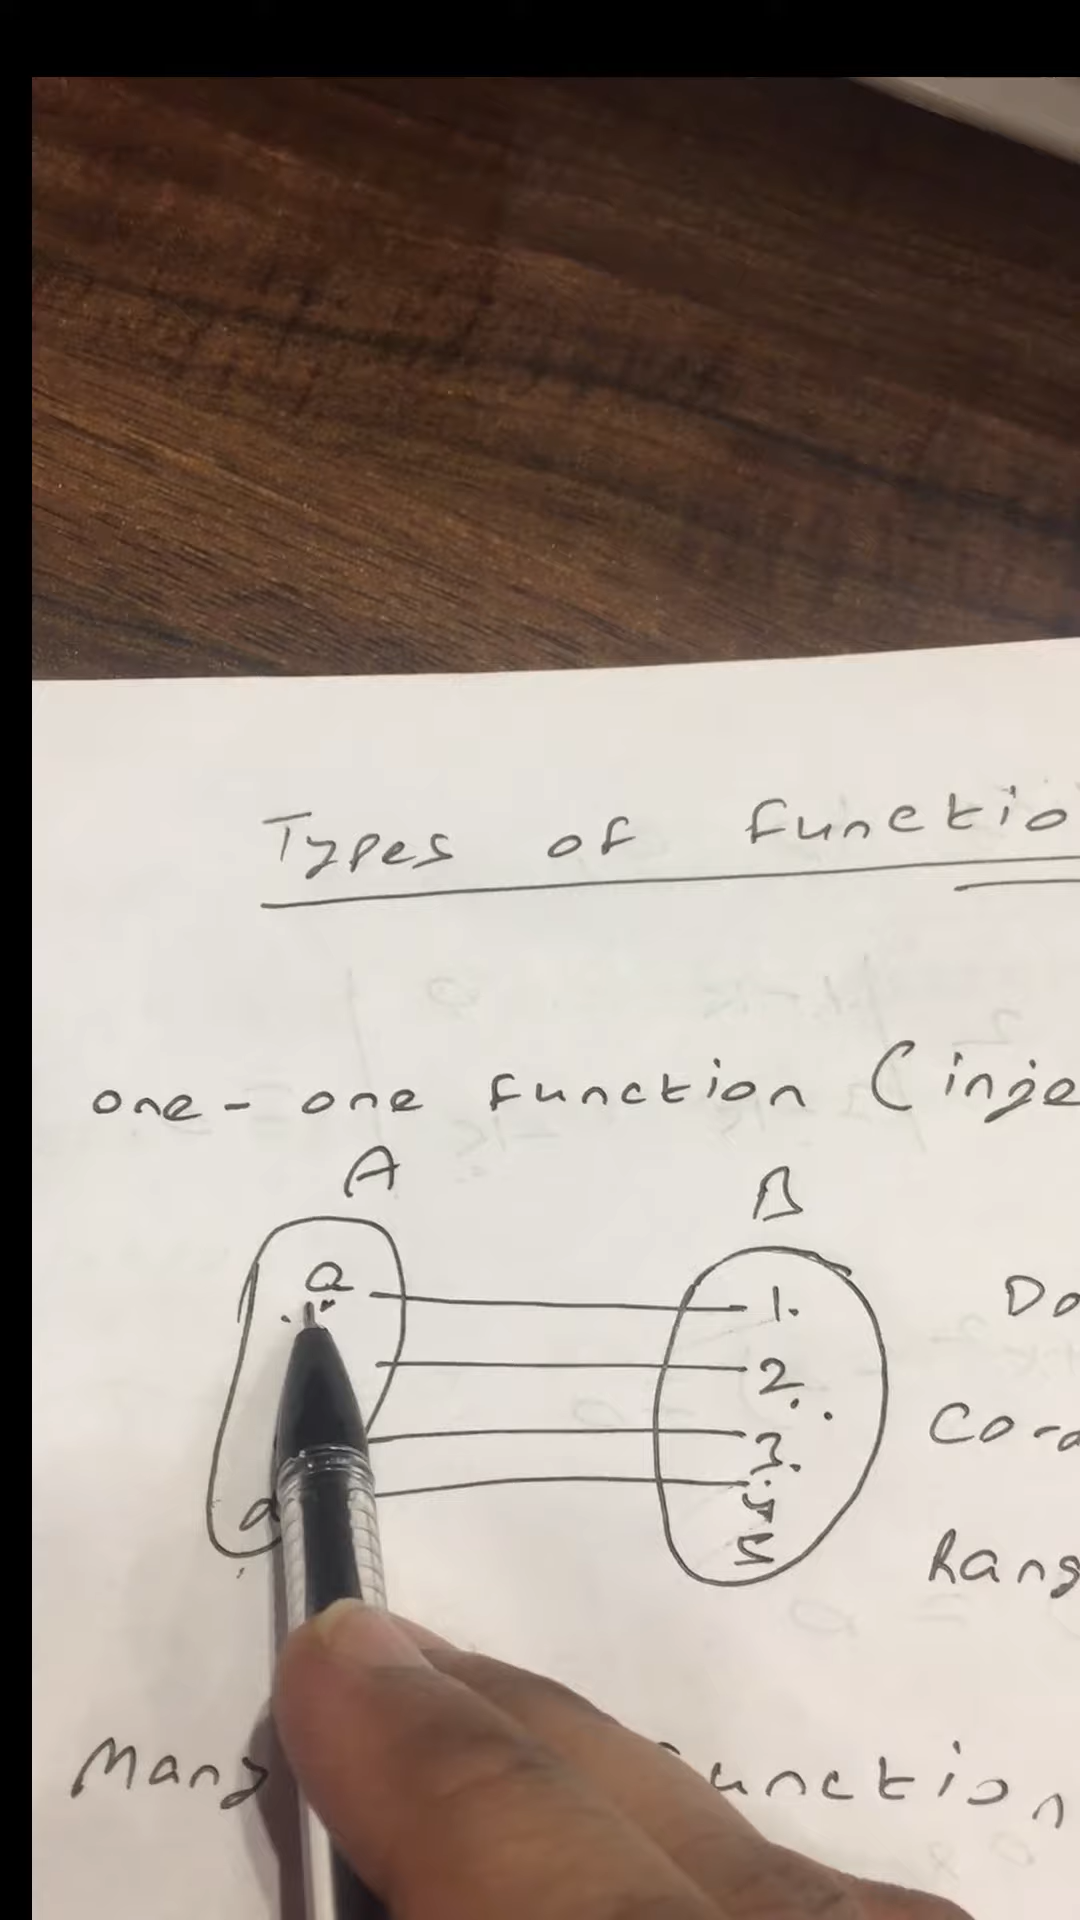 Types of functio
one - one function (inje
A B
a 1.
2.
3.
d
5
Do
Co-d
Rang
Many unction